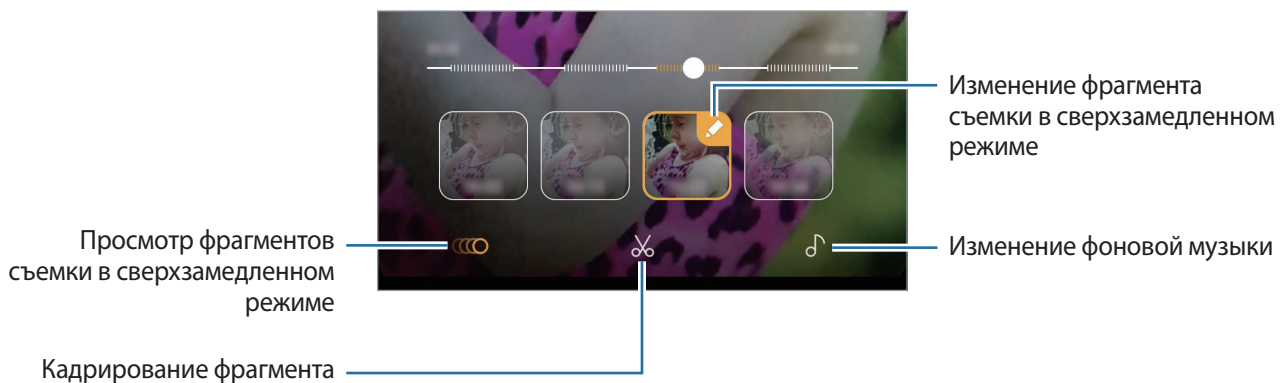 Изменение фрагмента
съемки в сверхзамедленном
режиме
Просмотр фрагментов
съемки в сверхзамедленном
режиме
Изменение фоновой музыки
Кадрирование фрагмента